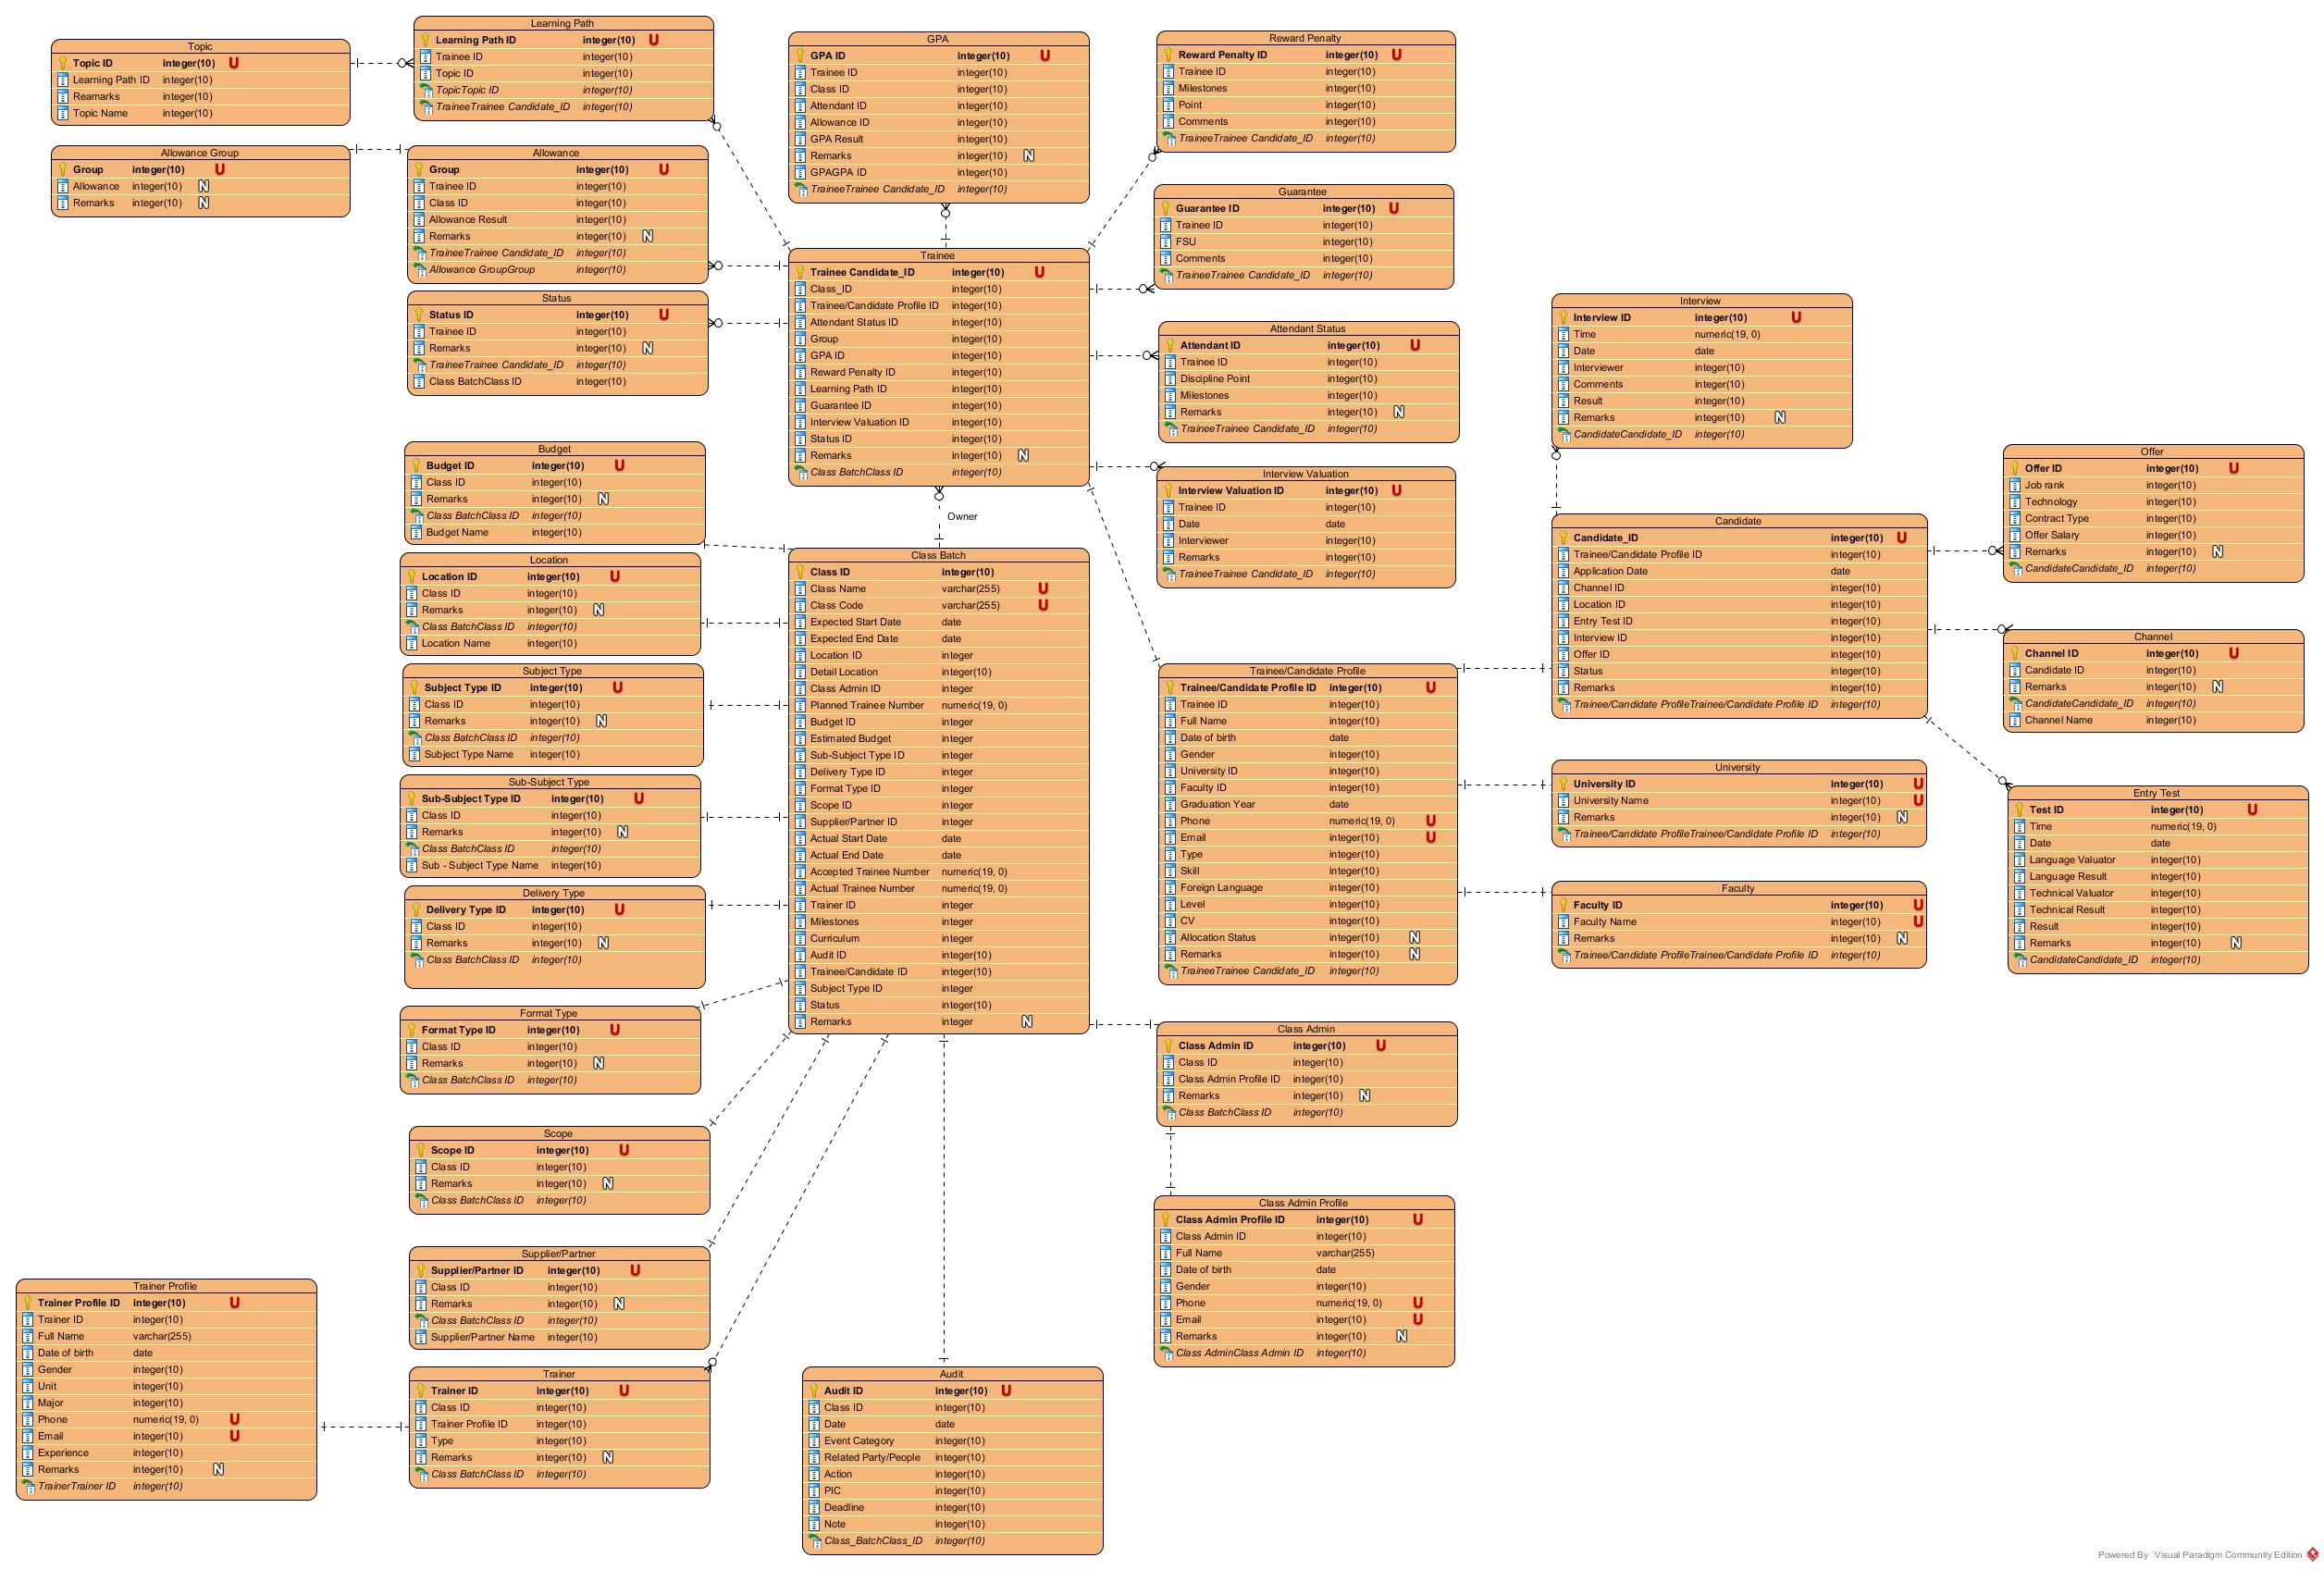 Topic
Topic ID integer(10) U
Learning Path ID integer(10)
Reamarks integer(10)
Topic Name integer(10)
Learning Path
Learning Path ID integer(10) U
Trainee ID integer(10)
Topic ID integer(10)
TopicTopic ID integer(10)
TraineeTrainee Candidate_ID integer(10)
GPA
GPA ID integer(10) U
Trainee ID integer(10)
Class ID integer(10)
Attendant ID integer(10)
Allowance ID integer(10)
GPA Result integer(10)
Remarks integer(10) N
GPAGPA ID integer(10)
TraineeTrainee Candidate_ID integer(10)
Reward Penalty
Reward Penalty ID integer(10) U
Trainee ID integer(10)
Milestones integer(10)
Point integer(10)
Comments integer(10)
TraineeTrainee Candidate_ID integer(10)
Allowance Group
Group integer(10) U
Allowance integer(10) N
Remarks integer(10) N
Allowance
Group integer(10) U
Trainee ID integer(10)
Class ID integer(10)
Allowance Result integer(10)
Remarks integer(10) N
TraineeTrainee Candidate_ID integer(10)
Allowance GroupGroup integer(10)
Guarantee
Guarantee ID integer(10) U
Trainee ID integer(10)
FSU integer(10)
Comments integer(10)
TraineeTrainee Candidate_ID integer(10)
Status
Status ID integer(10) U
Trainee ID integer(10)
Remarks integer(10) N
TraineeTrainee Candidate_ID integer(10)
Class BatchClass ID integer(10)
Trainee
Trainee Candidate_ID integer(10) U
Class_ID integer(10)
Trainee/Candidate Profile ID integer(10)
Attendant Status ID integer(10)
Group integer(10)
GPA ID integer(10)
Reward Penalty ID integer(10)
Learning Path ID integer(10)
Guarantee ID integer(10)
Interview Valuation ID integer(10)
Status ID integer(10)
Remarks integer(10) N
Class BatchClass ID integer(10)
Attendant Status
Attendant ID integer(10) U
Trainee ID integer(10)
Discipline Point integer(10)
Milestones integer(10)
Remarks integer(10) N
TraineeTrainee Candidate_ID integer(10)
Interview
Interview ID integer(10) U
Time numeric(19, 0)
Date date
Interviewer integer(10)
Comments integer(10)
Result integer(10)
Remarks integer(10) N
CandidateCandidate_ID integer(10)
Budget
Budget ID integer(10) U
Class ID integer(10)
Remarks integer(10) N
Class BatchClass ID integer(10)
Budget Name integer(10)
Owner
Interview Valuation
Interview Valuation ID integer(10) U
Trainee ID integer(10)
Date date
Interviewer integer(10)
Remarks integer(10)
TraineeTrainee Candidate_ID integer(10)
Offer
Offer ID integer(10) U
Job rank integer(10)
Technology integer(10)
Contract Type integer(10)
Offer Salary integer(10)
Remarks integer(10) N
CandidateCandidate_ID integer(10)
Candidate
Candidate_ID integer(10) U
Trainee/Candidate Profile ID integer(10)
Application Date date
Channel ID integer(10)
Location ID integer(10)
Entry Test ID integer(10)
Interview ID integer(10)
Offer ID integer(10)
Status integer(10)
Remarks integer(10)
Trainee/Candidate ProfileTrainee/Candidate Profile ID integer(10)
Location
Location ID integer(10) U
Class ID integer(10)
Remarks integer(10) N
Class BatchClass ID integer(10)
Location Name integer(10)
Class Batch
Class ID integer(10)
Class Name varchar(255) U
Class Code varchar(255) U
Expected Start Date date
Expected End Date date
Location ID integer
Detail Location integer(10)
Class Admin ID integer
Planned Trainee Number numeric(19, 0)
Budget ID integer
Estimated Budget integer
Sub-Subject Type ID integer
Delivery Type ID integer
Format Type ID integer
Scope ID integer
Supplier/Partner ID integer
Actual Start Date date
Actual End Date date
Accepted Trainee Number numeric(19, 0)
Actual Trainee Number numeric(19, 0)
Trainer ID integer
Milestones integer
Curriculum integer
Audit ID integer(10)
Trainee/Candidate ID integer(10)
Subject Type ID integer
Status integer(10)
Remarks integer N
Channel
Channel ID integer(10) U
Candidate ID integer(10)
Remarks integer(10) N
CandidateCandidate_ID integer(10)
Channel Name integer(10)
Subject Type
Subject Type ID integer(10) U
Class ID integer(10)
Remarks integer(10) N
Class BatchClass ID integer(10)
Subject Type Name integer(10)
Trainee/Candidate Profile
Trainee/Candidate Profile ID integer(10) U
Trainee ID integer(10)
Full Name integer(10)
Date of birth date
Gender integer(10)
University ID integer(10)
Faculty ID integer(10)
Graduation Year date
Phone numeric(19, 0) U
Email integer(10) U
Type integer(10)
Skill integer(10)
Foreign Language integer(10)
Level integer(10)
CV integer(10)
Allocation Status integer(10) N
Remarks integer(10) N
TraineeTrainee Candidate_ID integer(10)
University
University ID integer(10) U
University Name integer(10) U
Remarks integer(10) N
Trainee/Candidate ProfileTrainee/Candidate Profile ID integer(10)
Sub-Subject Type
Sub-Subject Type ID integer(10) U
Class ID integer(10)
Remarks integer(10) N
Class BatchClass ID integer(10)
Sub - Subject Type Name integer(10)
Entry Test
Test ID integer(10) U
Time numeric(19, 0)
Date date
Language Valuator integer(10)
Language Result integer(10)
Technical Valuator integer(10)
Technical Result integer(10)
Result integer(10)
Remarks integer(10) N
CandidateCandidate_ID integer(10)
Delivery Type
Delivery Type ID integer(10) U
Class ID integer(10)
Remarks integer(10) N
Class BatchClass ID integer(10)
Faculty
Faculty ID integer(10) U
Faculty Name integer(10) U
Remarks integer(10) N
Trainee/Candidate ProfileTrainee/Candidate Profile ID integer(10)
Format Type
Format Type ID integer(10) U
Class ID integer(10)
Remarks integer(10) N
Class BatchClass ID integer(10)
Class Admin
Class Admin ID integer(10) U
Class ID integer(10)
Class Admin Profile ID integer(10)
Remarks integer(10) N
Class BatchClass ID integer(10)
Scope
Scope ID integer(10) U
Class ID integer(10)
Remarks integer(10) N
Class BatchClass ID integer(10)
Class Admin Profile
Class Admin Profile ID integer(10) U
Class Admin ID integer(10)
Full Name varchar(255)
Date of birth date
Gender integer(10)
Phone numeric(19, 0) U
Email integer(10) U
Remarks integer(10) N
Class AdminClass Admin ID integer(10)
Supplier/Partner
Supplier/Partner ID integer(10) U
Class ID integer(10)
Remarks integer(10) N
Class BatchClass ID integer(10)
Supplier/Partner Name integer(10)
Trainer Profile
Trainer Profile ID integer(10) U
Trainer ID integer(10)
Full Name varchar(255)
Date of birth date
Gender integer(10)
Unit integer(10)
Major integer(10)
Phone numeric(19, 0) U
Email integer(10) U
Experience integer(10)
Remarks integer(10) N
TrainerTrainer ID integer(10)
Trainer
Trainer ID integer(10) U
Class ID integer(10)
Trainer Profile ID integer(10)
Type integer(10)
Remarks integer(10) N
Class BatchClass ID integer(10)
Audit
Audit ID integer(10) U
Class ID integer(10)
Date date
Event Category integer(10)
Related Party/People integer(10)
Action integer(10)
PIC integer(10)
Deadline integer(10)
Note integer(10)
Class_BatchClass_ID integer(10)
Powered By Visual Paradigm Community Edition